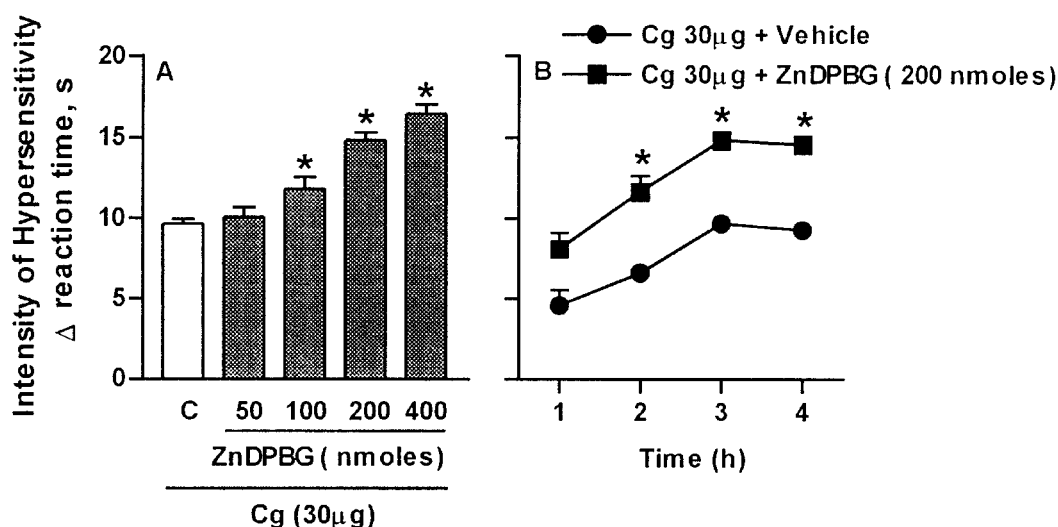 Cg 30μg + Vehicle
Cg 30μg + ZnDPBG ( 200 nmoles)
Intensity of Hypersensitivity
Δ reaction time, s
20
15
10
5
0
A
*
*
*
C 50 100 200 400
ZnDPBG ( nmoles)
Cg (30μg)
B
*
*
*
1 2 3 4
Time (h)